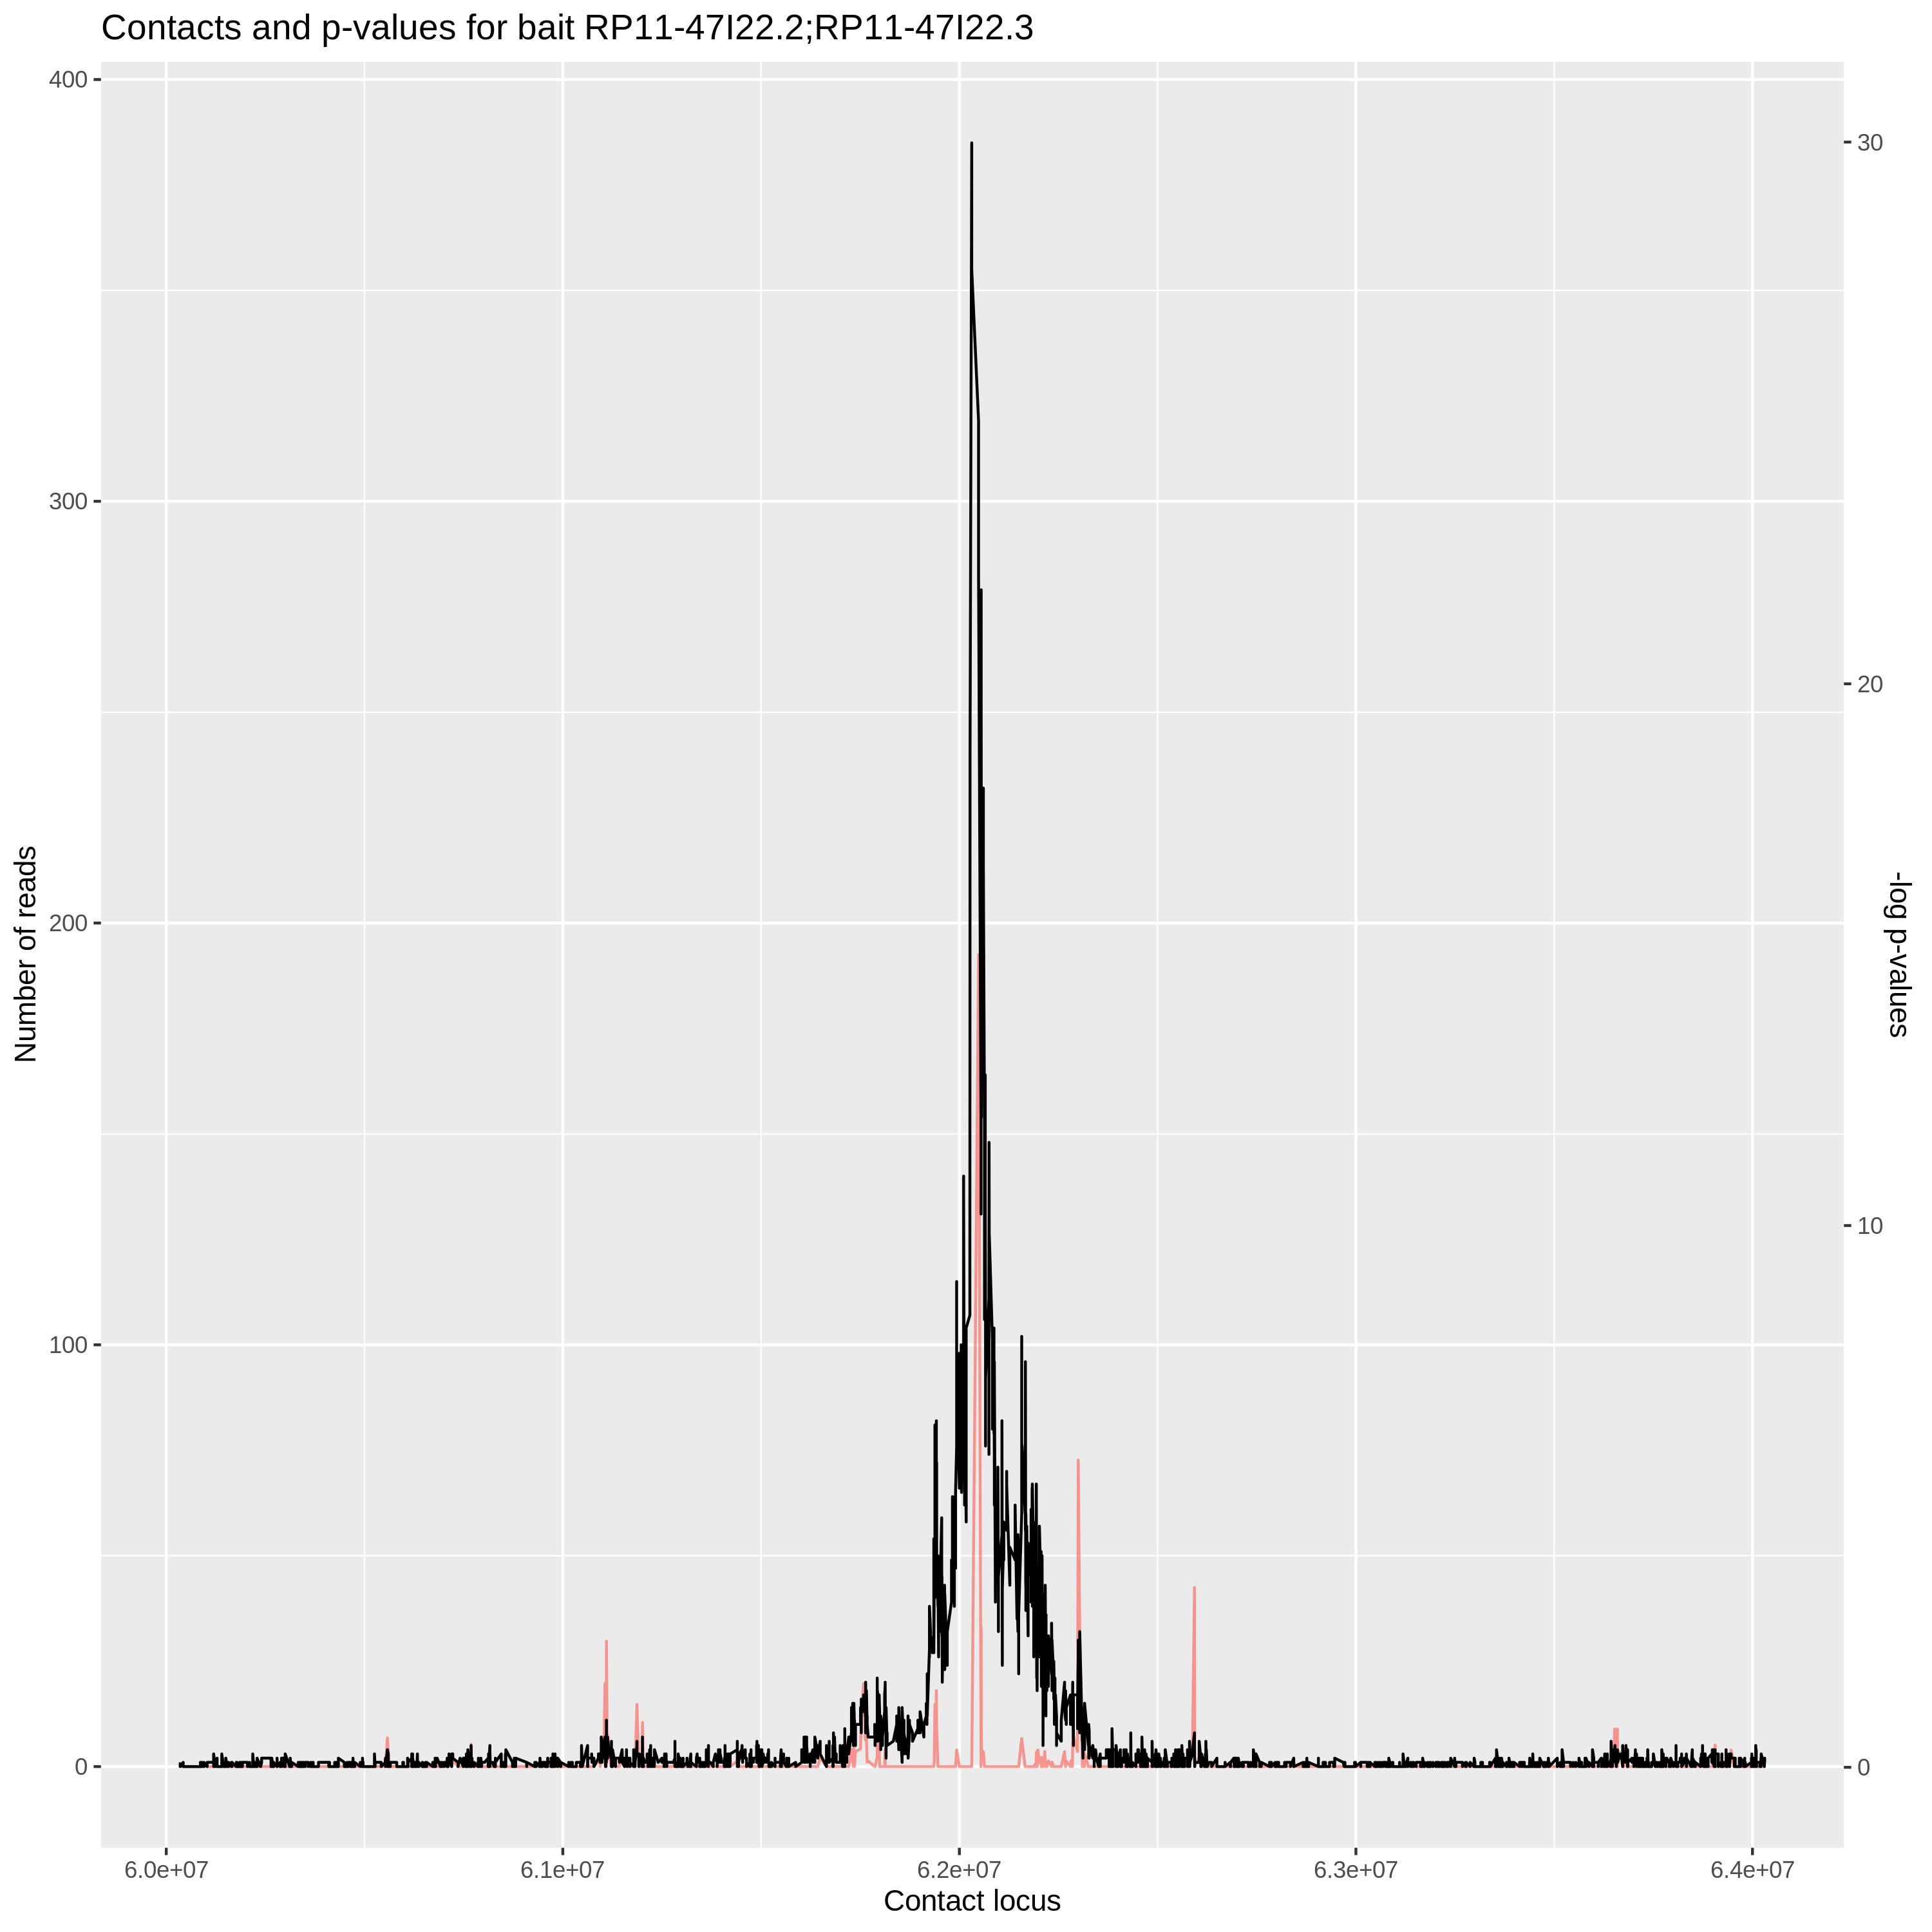 Contacts and p-values for bait RP11-47I22.2;RP11-47I22.3
400
300
200
100
0
Number of reads
30
20
10
0
-log p-values
6.0e+07
6.1e+07
6.2e+07
6.3e+07
6.4e+07
Contact locus